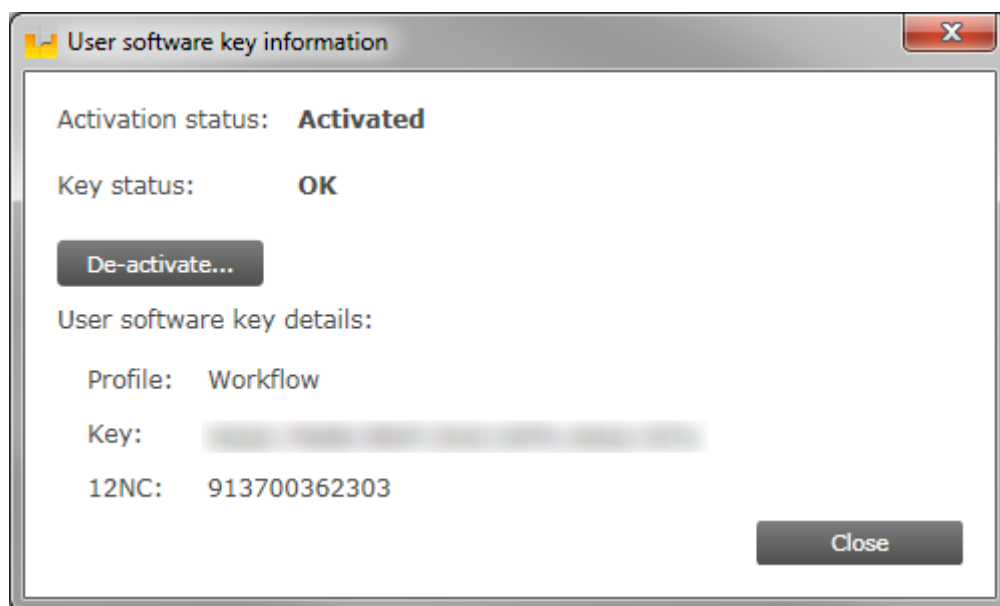 User software key information
Activation status: Activated
Key status: OK
De-activate...
User software key details:
Profile: Workflow
Key:
12NC: 913700362303
Close